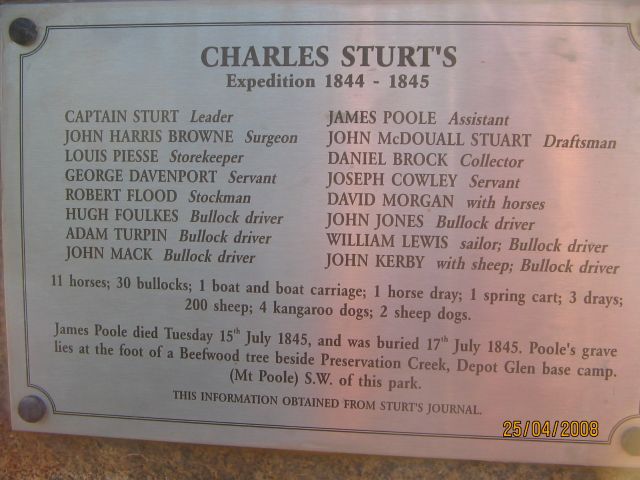 CHARLES STURT'S
Expedition 1844 - 1845
CAPTAIN STURT Leader
JOHN HARRIS BROWNE Surgeon
LOUIS PIESSE Storekeeper
GEORGE DAVENPORT Servant
ROBERT FLOOD Stockman
HUGH FOULKES Bullock driver
ADAM TURPIN Bullock driver
JOHN MACK Bullock driver
JAMES POOLE Assistant
JOHN McDOUALL STUART Draftsman
DANIEL BROCK Collector
JOSEPH COWLEY Servant
DAVID MORGAN with horses
JOHN JONES Bullock driver
WILLIAM LEWIS sailor; Bullock driver
JOHN KERBY with sheep; Bullock driver
11 horses; 30 bullocks; 1 boat and boat carriage; 1 horse dray; 1 spring cart; 3 drays;
200 sheep; 4 kangaroo dogs; 2 sheep dogs.
James Poole died Tuesday 15th July 1845, and was buried 17th July 1845. Poole's grave
lies at the foot of a Beefwood tree beside Preservation Creek, Depot Glen base camp.
(Mt Poole) S.W. of this park.
THIS INFORMATION OBTAINED FROM STURT'S JOURNAL.
25/04/2008